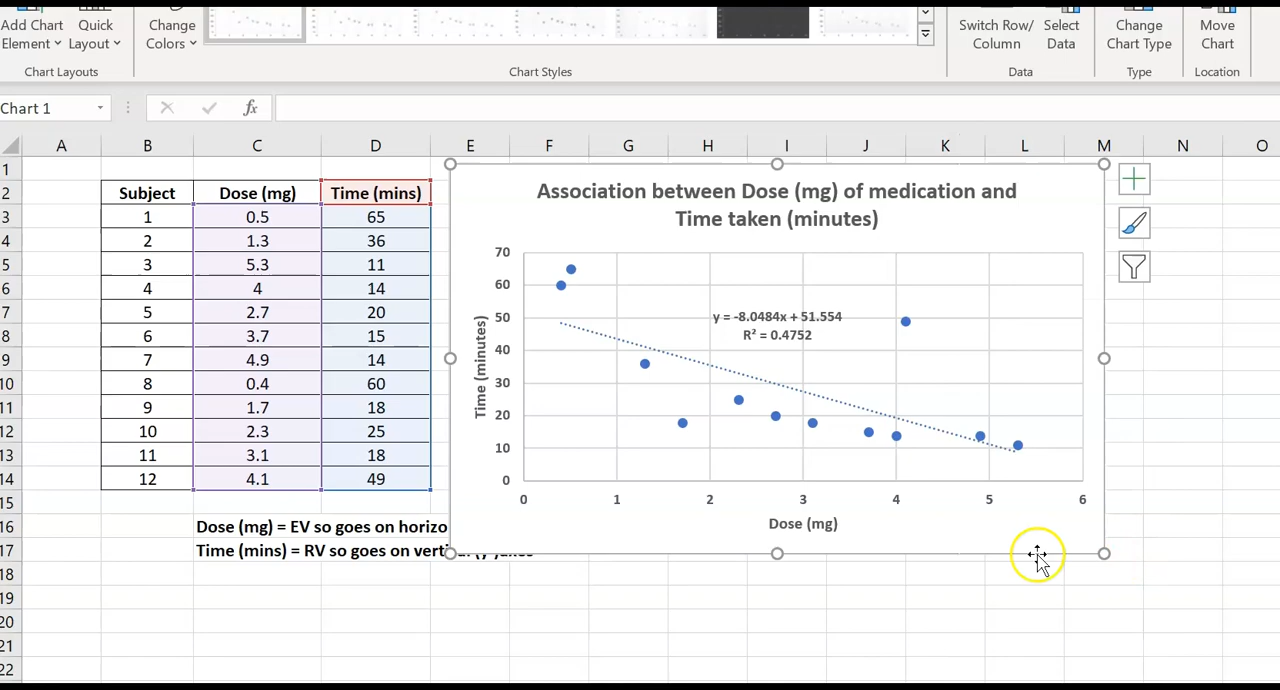 Add Chart Quick Change Switch Row/ Select Change Move
Element Layout Colors Column Data Chart Type Chart
Chart Layouts Chart Styles Data Type Location
Chart 1 fx
A B C D E F G H I J K L M N O
1
2 Subject Dose (mg) Time (mins)
3 1 0.5 65
4 2 1.3 36
5 3 5.3 11
6 4 4 14
7 5 2.7 20
8 6 3.7 15
9 7 4.9 14
10 8 0.4 60
11 9 1.7 18
12 10 2.3 25
13 11 3.1 18
14 12 4.1 49
15
16 Dose (mg) = EV so goes on horizo
17 Time (mins) = RV so goes on
18
19
20
21
22
Association between Dose (mg) of medication and
Time taken (minutes)
70
60
50
40
30
20
10
0
Time (minutes)
y = -8.0484x + 51.554
R² = 0.4752
0 1 2 3 4 5 6
Dose (mg)